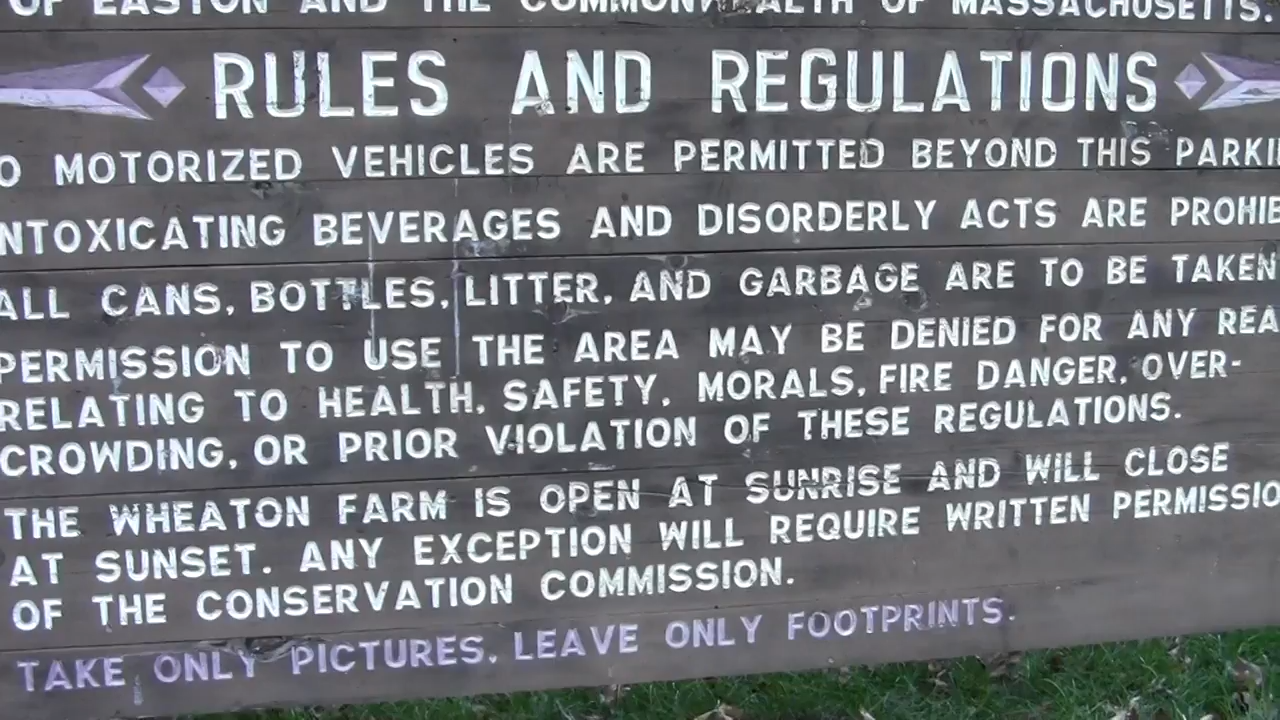 OF EASTON AND THE COMMONWEALTH OF MASSACHUSETTS.
RULES AND REGULATIONS
O MOTORIZED VEHICLES ARE PERMITTED BEYOND THIS PARKI
NTOXICATING BEVERAGES AND DISORDERLY ACTS ARE PROHIB
ALL CANS, BOTTLES, LITTER, AND GARBAGE ARE TO BE TAKEN
PERMISSION TO USE THE AREA MAY BE DENIED FOR ANY REA
RELATING TO HEALTH, SAFETY, MORALS, FIRE DANGER, OVER-
CROWDING, OR PRIOR VIOLATION OF THESE REGULATIONS.
THE WHEATON FARM IS OPEN AT SUNRISE AND WILL CLOSE
AT SUNSET. ANY EXCEPTION WILL REQUIRE WRITTEN PERMISSIO
OF THE CONSERVATION COMMISSION.
TAKE ONLY PICTURES, LEAVE ONLY FOOTPRINTS.